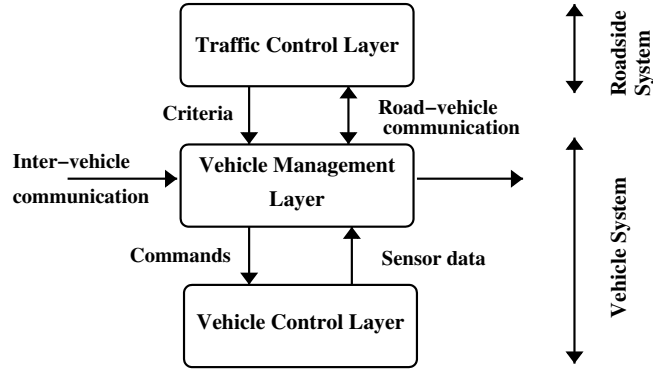 Traffic Control Layer
Criteria
Road−vehicle
communication
Inter−vehicle
communication
Vehicle Management
Layer
Commands
Sensor data
Vehicle Control Layer
Roadside
System
Vehicle System